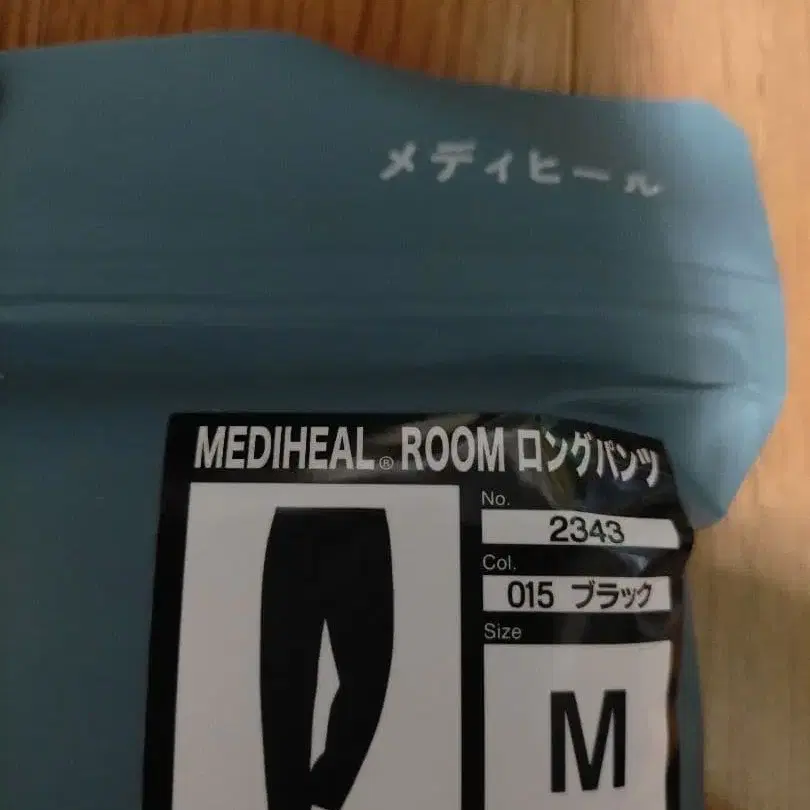 メディヒール
MEDIHEAL® ROOM ロングパンツ
No.
2343
Col.
015 ブラック
Size
M